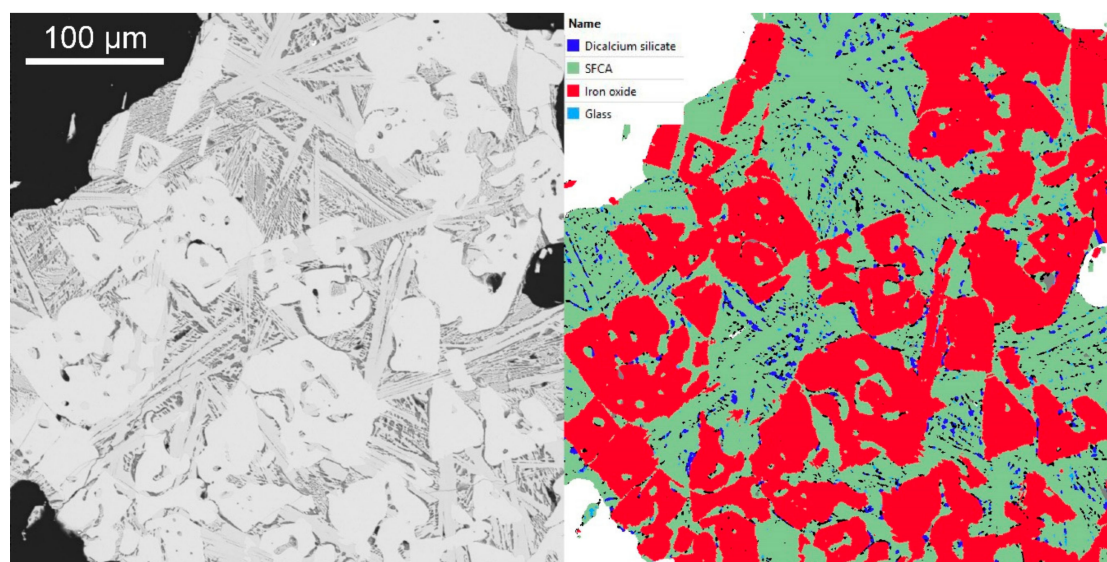 100 µm
Name
Dicalcium silicate
SFCA
Iron oxide
Glass